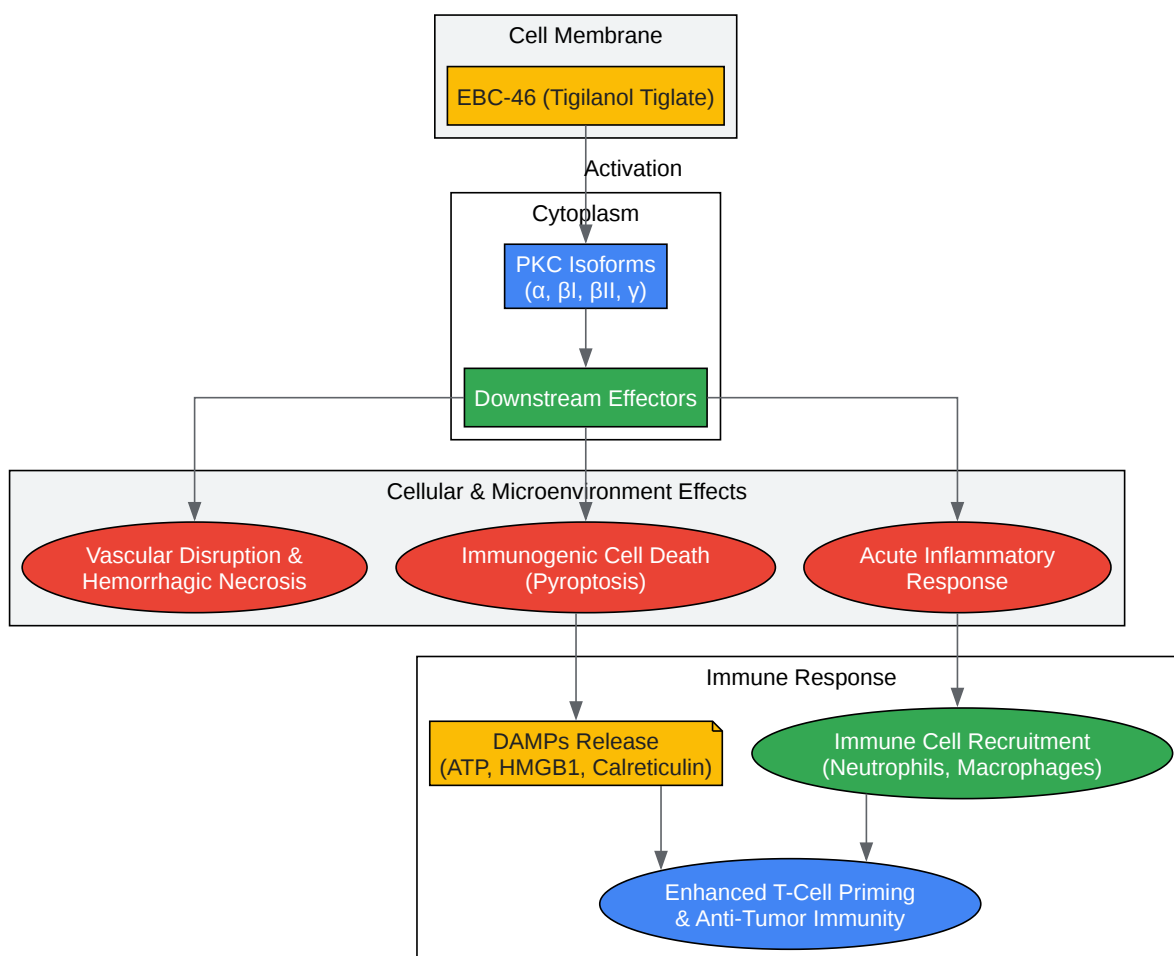 Cell Membrane
EBC-46 (Tigilanol Tiglate)
Activation
Cytoplasm
PKC Isoforms
(α, βI, βII, γ)
Downstream Effectors
Cellular & Microenvironment Effects
Vascular Disruption &
Hemorrhagic Necrosis
Immunogenic Cell Death
(Pyroptosis)
Acute Inflammatory
Response
Immune Response
DAMPs Release
(ATP, HMGB1, Calreticulin)
Immune Cell Recruitment
(Neutrophils, Macrophages)
Enhanced T-Cell Priming
& Anti-Tumor Immunity